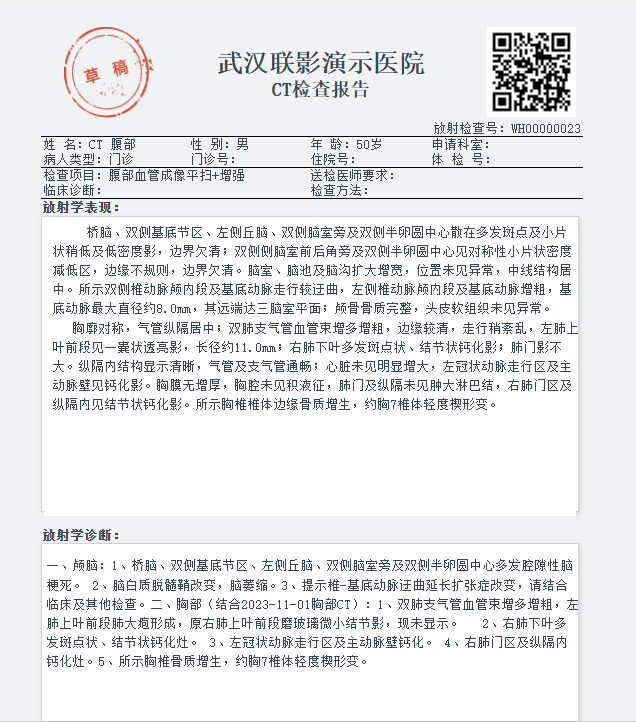 草稿
武汉联影演示医院
CT检查报告
放射检查号：WH00000023
姓 名：CT 腹部 性 别：男 年 龄：50岁 申请科室：
病人类型：门诊 门诊号： 住院号： 体 检 号：
检查项目：腹部血管成像平扫+增强 送检医师要求：
临床诊断： 检查方法：
放射学表现：
桥脑、双侧基底节区、左侧丘脑、双侧脑室旁及双侧半卵圆中心散在多发斑点及小片
状稍低及低密度影，边界欠清；双侧侧脑室前后角旁及双侧半卵圆中心见对称性小片状密度
减低区，边缘不规则，边界欠清。脑室、脑池及脑沟扩大增宽，位置未见异常，中线结构居
中。所示双侧椎动脉颅内段及基底动脉走行较迂曲，左侧椎动脉颅内段及基底动脉增粗，基
底动脉最大直径约8.0mm，其远端达三脑室平面；颅骨骨质完整，头皮软组织未见异常。
胸廓对称，气管纵隔居中；双肺支气管血管束增多增粗，边缘较清，走行稍紊乱，左肺上
叶前段见一囊状透亮影，长径约11.0mm；右肺下叶多发斑点状、结节状钙化影；肺门影不
大。纵隔内结构显示清晰，气管及支气管通畅；心脏未见明显增大，左冠状动脉走行区及主
动脉壁见钙化影。胸膜无增厚，胸腔未见积液征，肺门及纵隔未见肿大淋巴结，右肺门区及
纵隔内见结节状钙化影。所示胸椎椎体边缘骨质增生，约胸7椎体轻度楔形变。
放射学诊断：
一、颅脑：1、桥脑、双侧基底节区、左侧丘脑、双侧脑室旁及双侧半卵圆中心多发腔隙性脑
梗死。 2、脑白质脱髓鞘改变，脑萎缩。3、提示椎-基底动脉迂曲延长扩张症改变，请结合
临床及其他检查。二、胸部（结合2023-11-01胸部CT）：1、双肺支气管血管束增多增粗，左
肺上叶前段肺大疱形成，原右肺上叶前段磨玻璃微小结节影，现未显示。 2、右肺下叶多
发斑点状、结节状钙化灶。 3、左冠状动脉走行区及主动脉壁钙化。 4、右肺门区及纵隔内
钙化灶。5、所示胸椎骨质增生，约胸7椎体轻度楔形变。